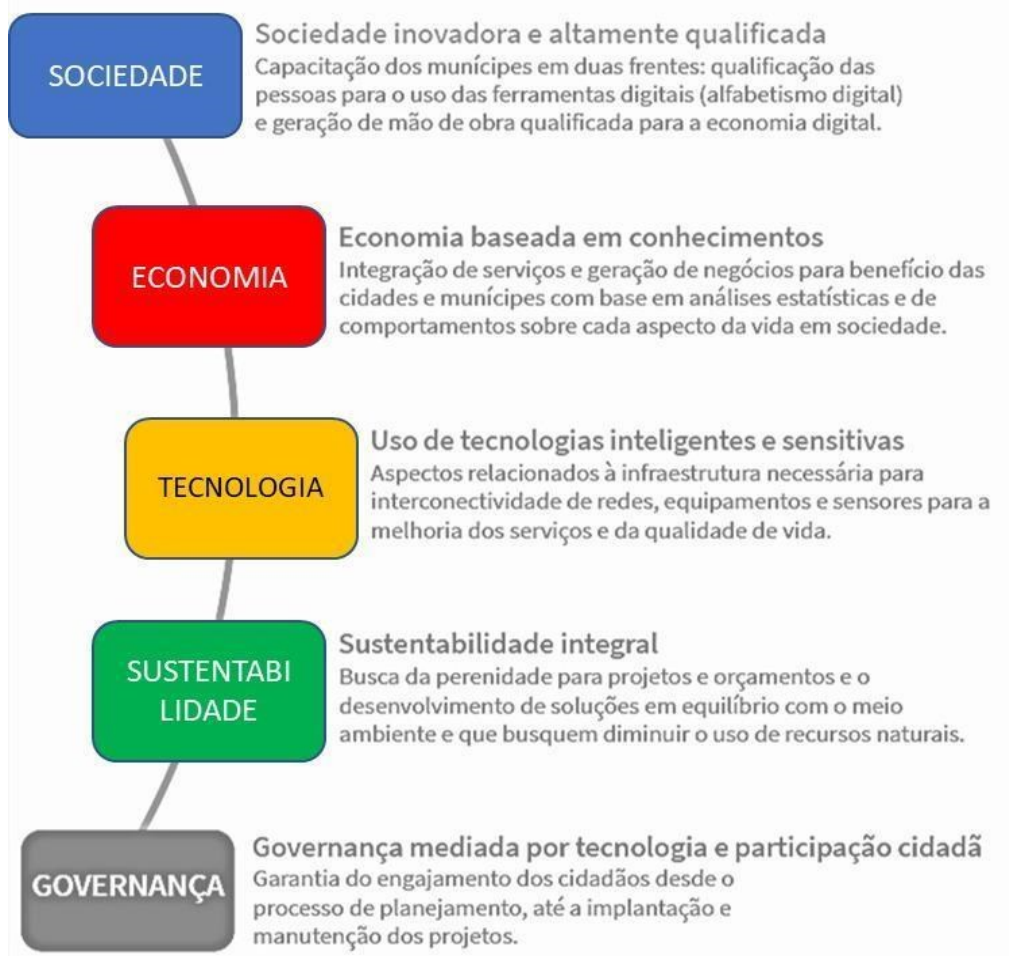 SOCIEDADE
Sociedade inovadora e altamente qualificada
Capacitação dos munícipes em duas frentes: qualificação das
pessoas para o uso das ferramentas digitais (alfabetismo digital)
e geração de mão de obra qualificada para a economia digital.
ECONOMIA
Economia baseada em conhecimentos
Integração de serviços e geração de negócios para benefício das
cidades e munícipes com base em análises estatísticas e de
comportamentos sobre cada aspecto da vida em sociedade.
TECNOLOGIA
Uso de tecnologias inteligentes e sensitivas
Aspectos relacionados à infraestrutura necessária para
interconectividade de redes, equipamentos e sensores para a
melhoria dos serviços e da qualidade de vida.
SUSTENTABI
LIDADE
Sustentabilidade integral
Busca da perenidade para projetos e orçamentos e o
desenvolvimento de soluções em equilíbrio com o meio
ambiente e que busquem diminuir o uso de recursos naturais.
GOVERNANÇA
Governança mediada por tecnologia e participação cidadã
Garantia do engajamento dos cidadãos desde o
processo de planejamento, até a implantação e
manutenção dos projetos.